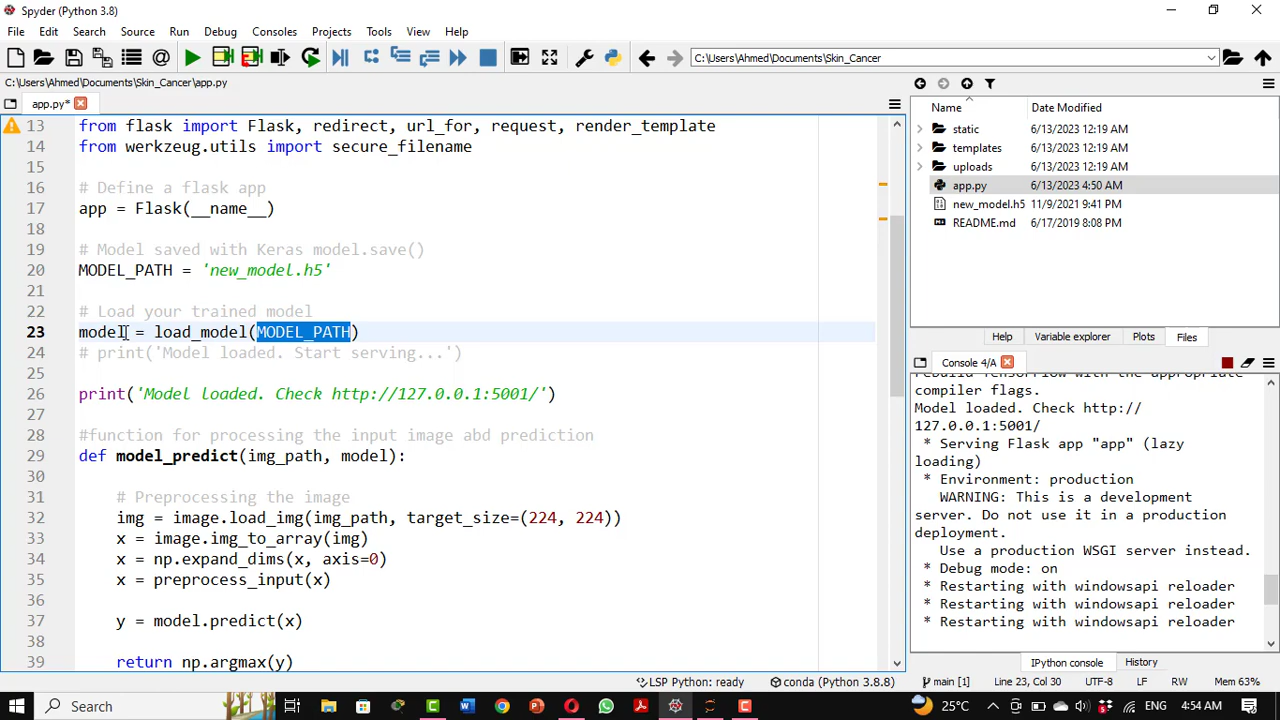 Spyder (Python 3.8)
File Edit Search Source Run Debug Consoles Projects Tools View Help
C:\Users\Ahmed\Documents\Skin_Cancer
C:\Users\Ahmed\Documents\Skin_Cancer\app.py
app.py*
13 from flask import Flask, redirect, url_for, request, render_template
14 from werkzeug.utils import secure_filename
15
16 # Define a flask app
17 app = Flask(__name__)
18
19 # Model saved with Keras model.save()
20 MODEL_PATH = 'new_model.h5'
21
22 # Load your trained model
23 model = load_model(MODEL_PATH)
24 # print('Model loaded. Start serving...')
25
26 print('Model loaded. Check http://127.0.0.1:5001/')
27
28 #function for processing the input image abd prediction
29 def model_predict(img_path, model):
30
31 # Preprocessing the image
32 img = image.load_img(img_path, target_size=(224, 224))
33 x = image.img_to_array(img)
34 x = np.expand_dims(x, axis=0)
35 x = preprocess_input(x)
36
37 y = model.predict(x)
38
39 return np.argmax(y)
Name Date Modified
static 6/13/2023 12:19 AM
templates 6/13/2023 12:19 AM
uploads 6/13/2023 12:19 AM
app.py 6/13/2023 4:50 AM
new_model.h5 11/9/2021 9:41 PM
README.md 6/17/2019 8:08 PM
Help Variable explorer Plots Files
Console 4/A
rebuild TensorFlow with the appropriate
compiler flags.
Model loaded. Check http://
127.0.0.1:5001/
* Serving Flask app "app" (lazy
loading)
* Environment: production
WARNING: This is a development
server. Do not use it in a production
deployment.
Use a production WSGI server instead.
* Debug mode: on
* Restarting with windowsapi reloader
* Restarting with windowsapi reloader
* Restarting with windowsapi reloader
IPython console History
LSP Python: ready conda (Python 3.8.8) main [1] Line 23, Col 30 UTF-8 LF RW Mem 63%
Search 25°C ENG 4:54 AM